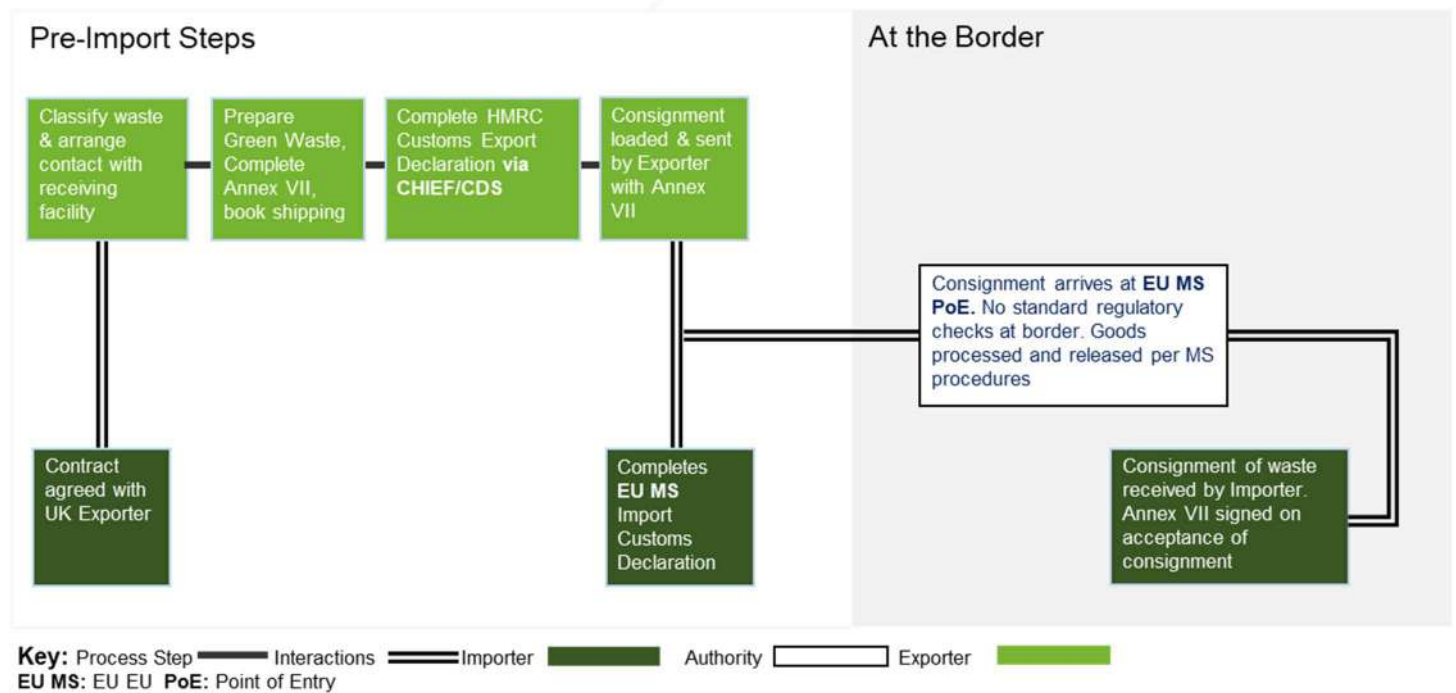 Pre-Import Steps
At the Border
Classify waste
& arrange
contact with
receiving
facility
Prepare
Green Waste,
Complete
Annex VII,
book shipping
Complete HMRC
Customs Export
Declaration via
CHIEF/CDS
Consignment
loaded & sent
by Exporter
with Annex
VII
Consignment arrives at EU MS
PoE. No standard regulatory
checks at border. Goods
processed and released per MS
procedures
Contract
agreed with
UK Exporter
Completes
EU MS
Import
Customs
Declaration
Consignment of waste
received by Importer.
Annex VII signed on
acceptance of
consignment
Key: Process Step Interactions Importer Authority Exporter
EU MS: EU EU PoE: Point of Entry